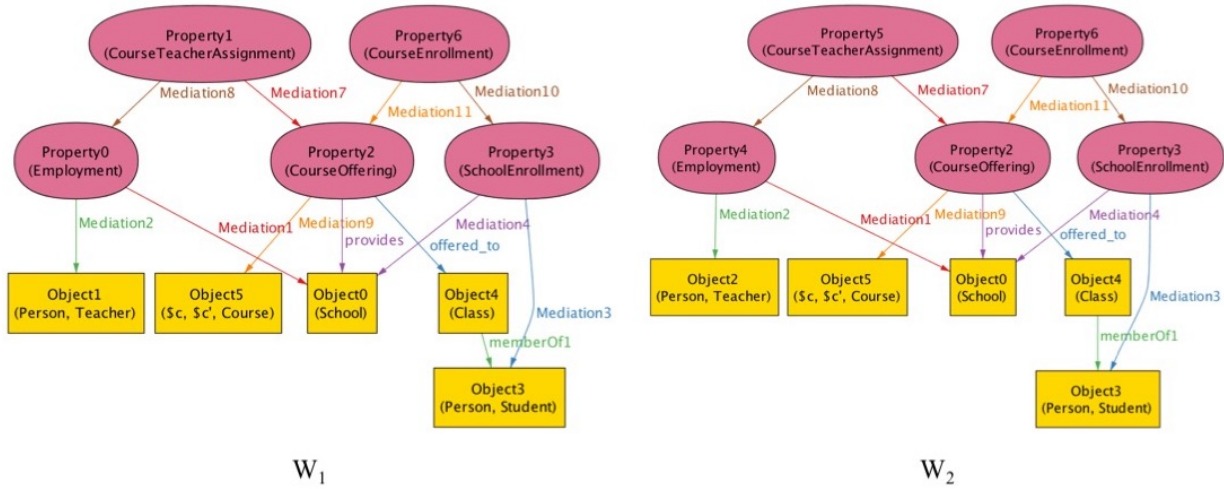 Property1
(CourseTeacherAssignment)
Property6
(CourseEnrollment)
Mediation8
Mediation7
Mediation10
Mediation11
Property0
(Employment)
Property2
(CourseOffering)
Property3
(SchoolEnrollment)
Mediation2
Mediation1
Mediation9
provides
Mediation4
offered_to
Object1
(Person, Teacher)
Object5
($c, $c', Course)
Object0
(School)
Object4
(Class)
Mediation3
memberOf1
Object3
(Person, Student)
W1
Property5
(CourseTeacherAssignment)
Property6
(CourseEnrollment)
Mediation8
Mediation7
Mediation10
Mediation11
Property4
(Employment)
Property2
(CourseOffering)
Property3
(SchoolEnrollment)
Mediation2
Mediation1
Mediation9
provides
Mediation4
offered_to
Object2
(Person, Teacher)
Object5
($c, $c', Course)
Object0
(School)
Object4
(Class)
Mediation3
memberOf1
Object3
(Person, Student)
W2